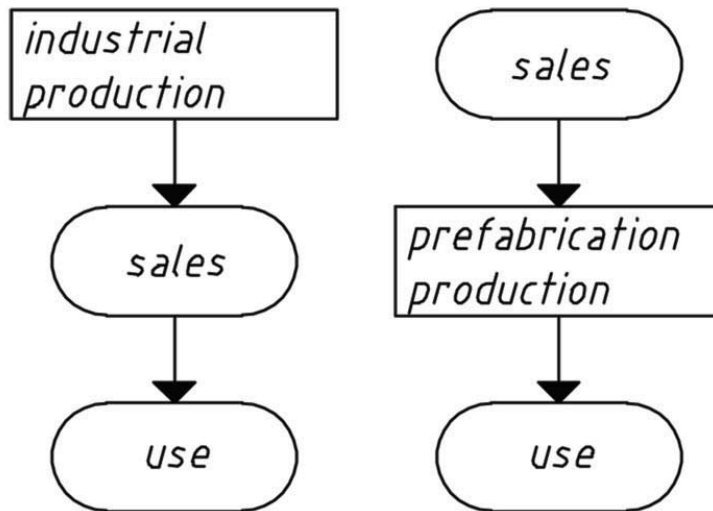 industrial
production
sales
use
sales
prefabrication
production
use